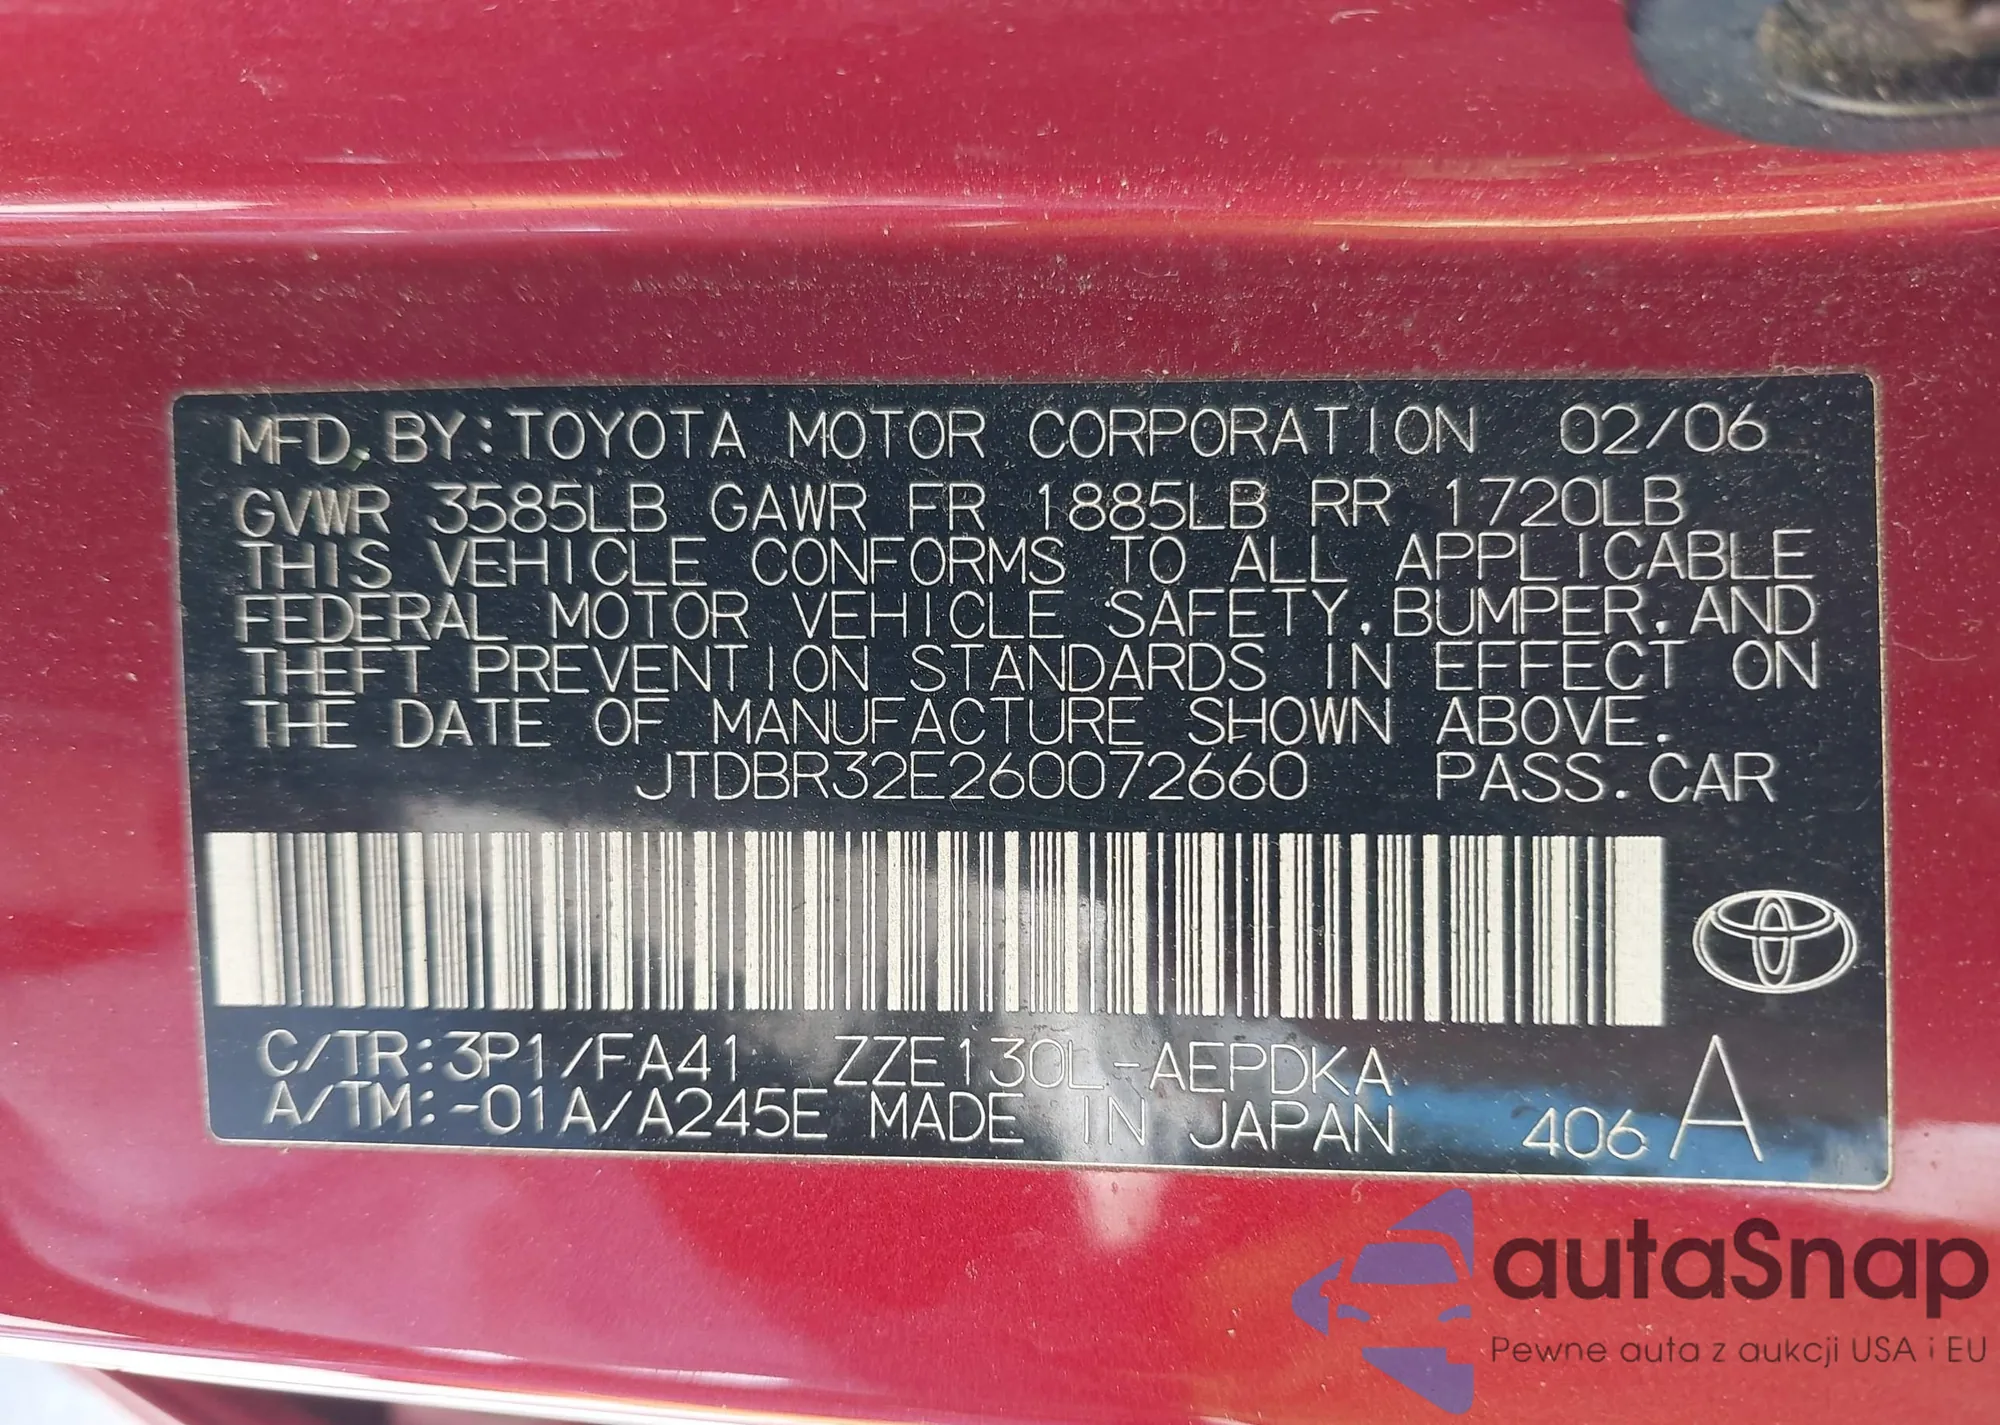 MFD. BY: TOYOTA MOTOR CORPORATION 02/06
GVWR 3585LB GAWR FR 1885LB RR 1720LB
THIS VEHICLE CONFORMS TO ALL APPLICABLE
FEDERAL MOTOR VEHICLE SAFETY, BUMPER, AND
THEFT PREVENTION STANDARDS IN EFFECT ON
THE DATE OF MANUFACTURE SHOWN ABOVE.
JTDBR32E260072660 PASS. CAR
C/TR: 3P1/FA41 ZZE130L-AEPDKA
A/TM: -01A/A245E MADE IN JAPAN 406 A
autaSnap
Pewne auta z aukcji USA i EU